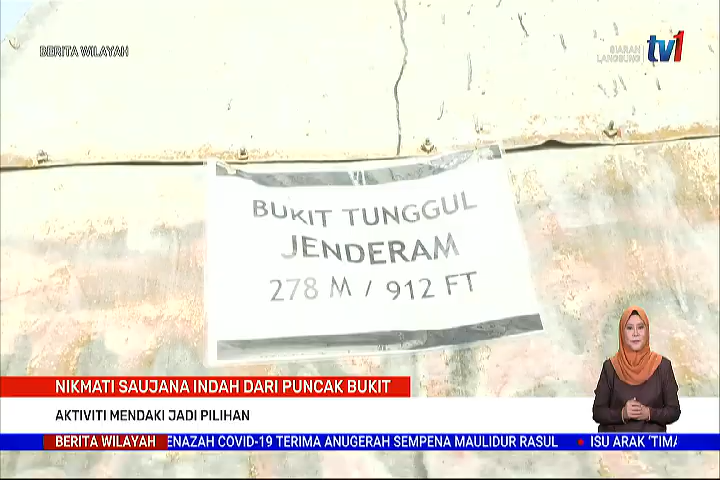 BERITA WILAYAH
SIARAN
LANGSUNG
tv1
BUKIT TUNGGUL
JENDERAM
278 M / 912 FT
NIKMATI SAUJANA INDAH DARI PUNCAK BUKIT
AKTIVITI MENDAKI JADI PILIHAN
BERITA WILAYAH ENAZAH COVID-19 TERIMA ANUGERAH SEMPENA MAULIDUR RASUL • ISU ARAK 'TIMA